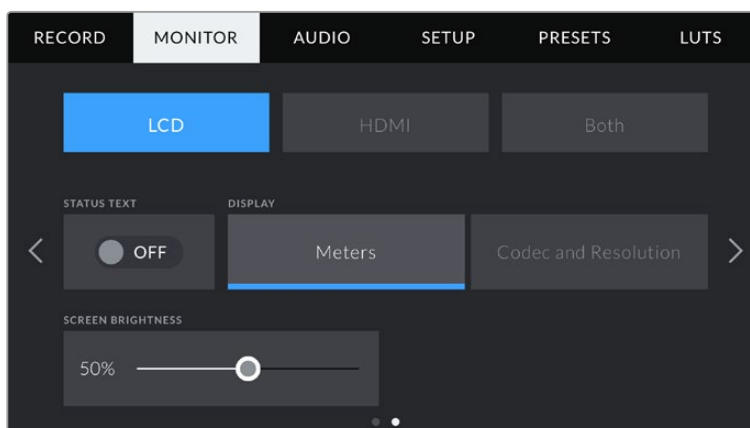 RECORD MONITOR AUDIO SETUP PRESETS LUTS
LCD HDMI Both
STATUS TEXT DISPLAY
OFF Meters Codec and Resolution
SCREEN BRIGHTNESS
50%